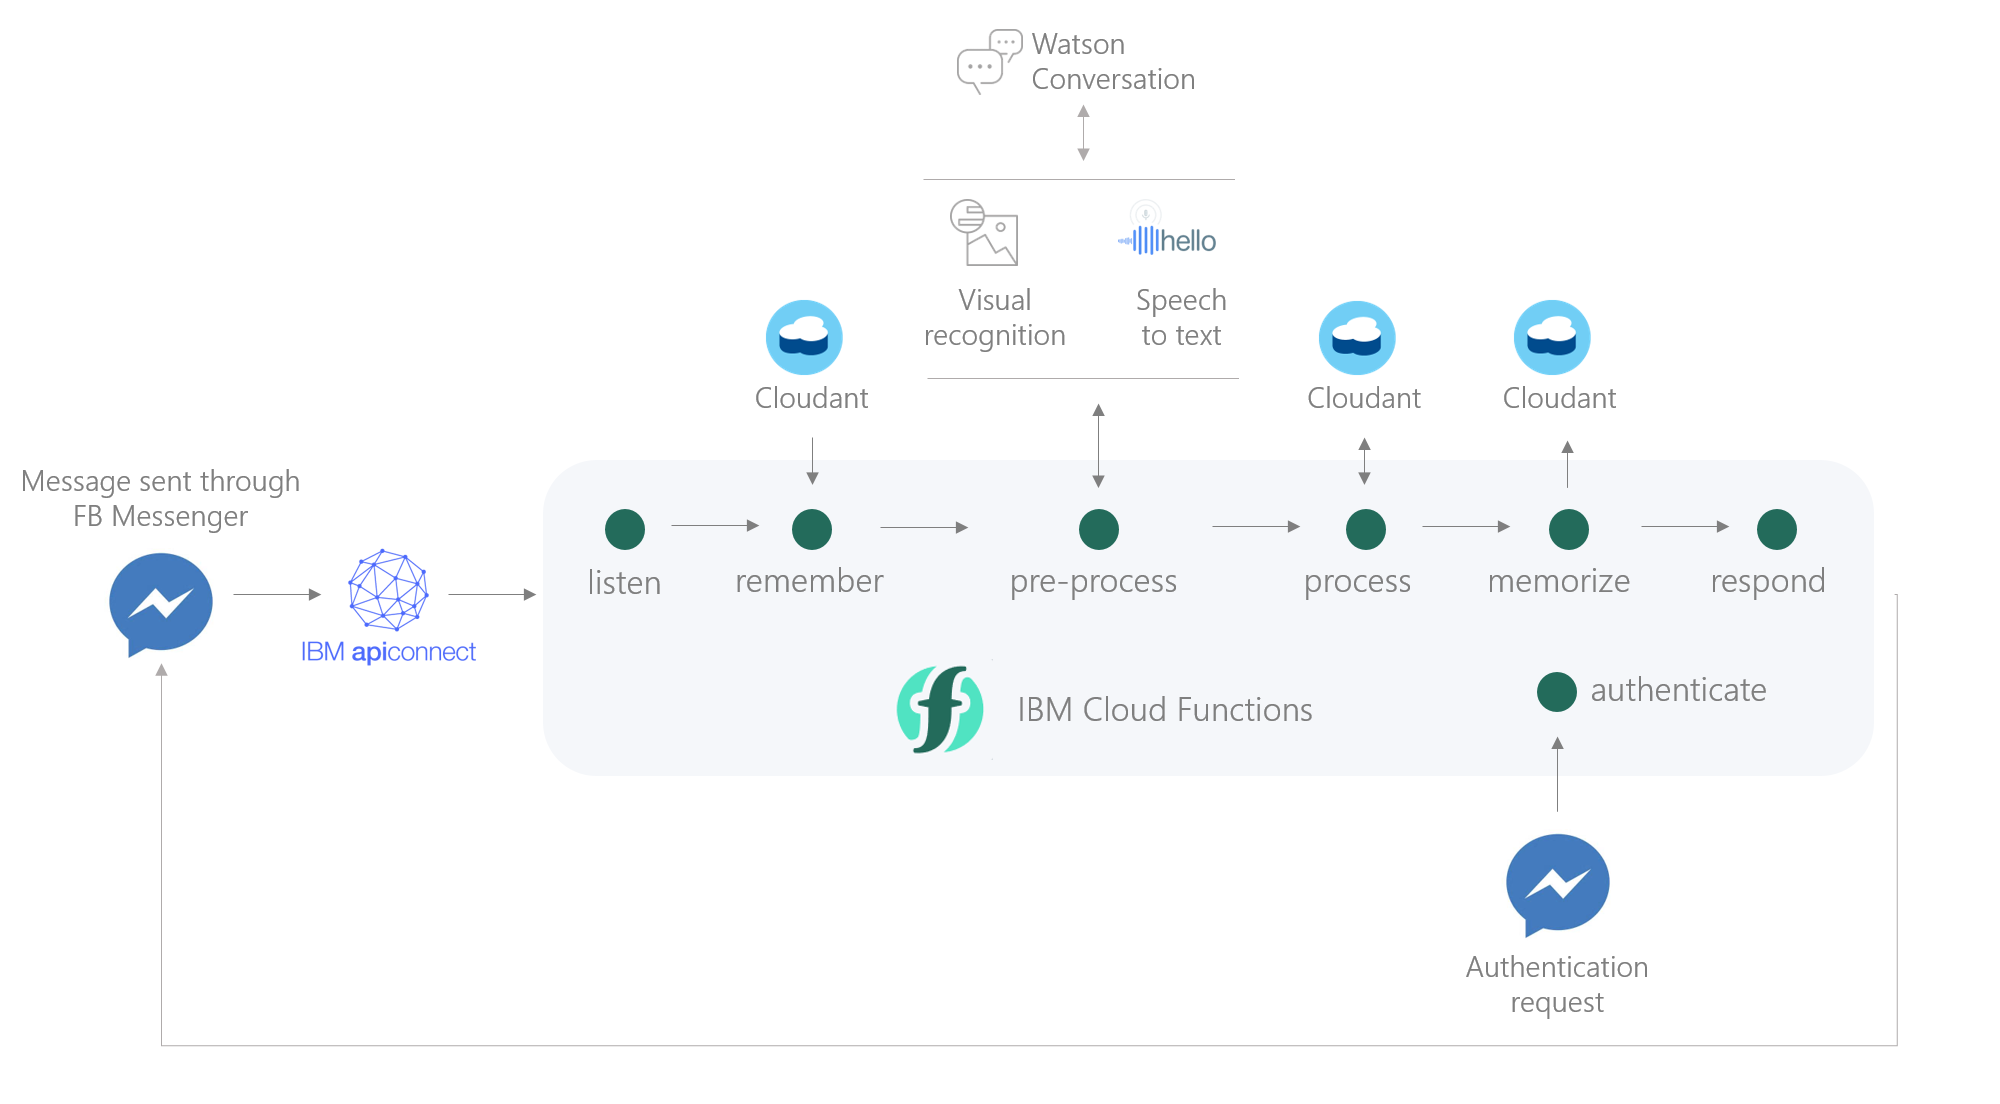 Watson
Conversation
hello
Visual
recognition
Speech
to text
Cloudant
Cloudant
Cloudant
Message sent through
FB Messenger
IBM apiconnect
listen
remember
pre-process
process
memorize
respond
IBM Cloud Functions
authenticate
Authentication
request